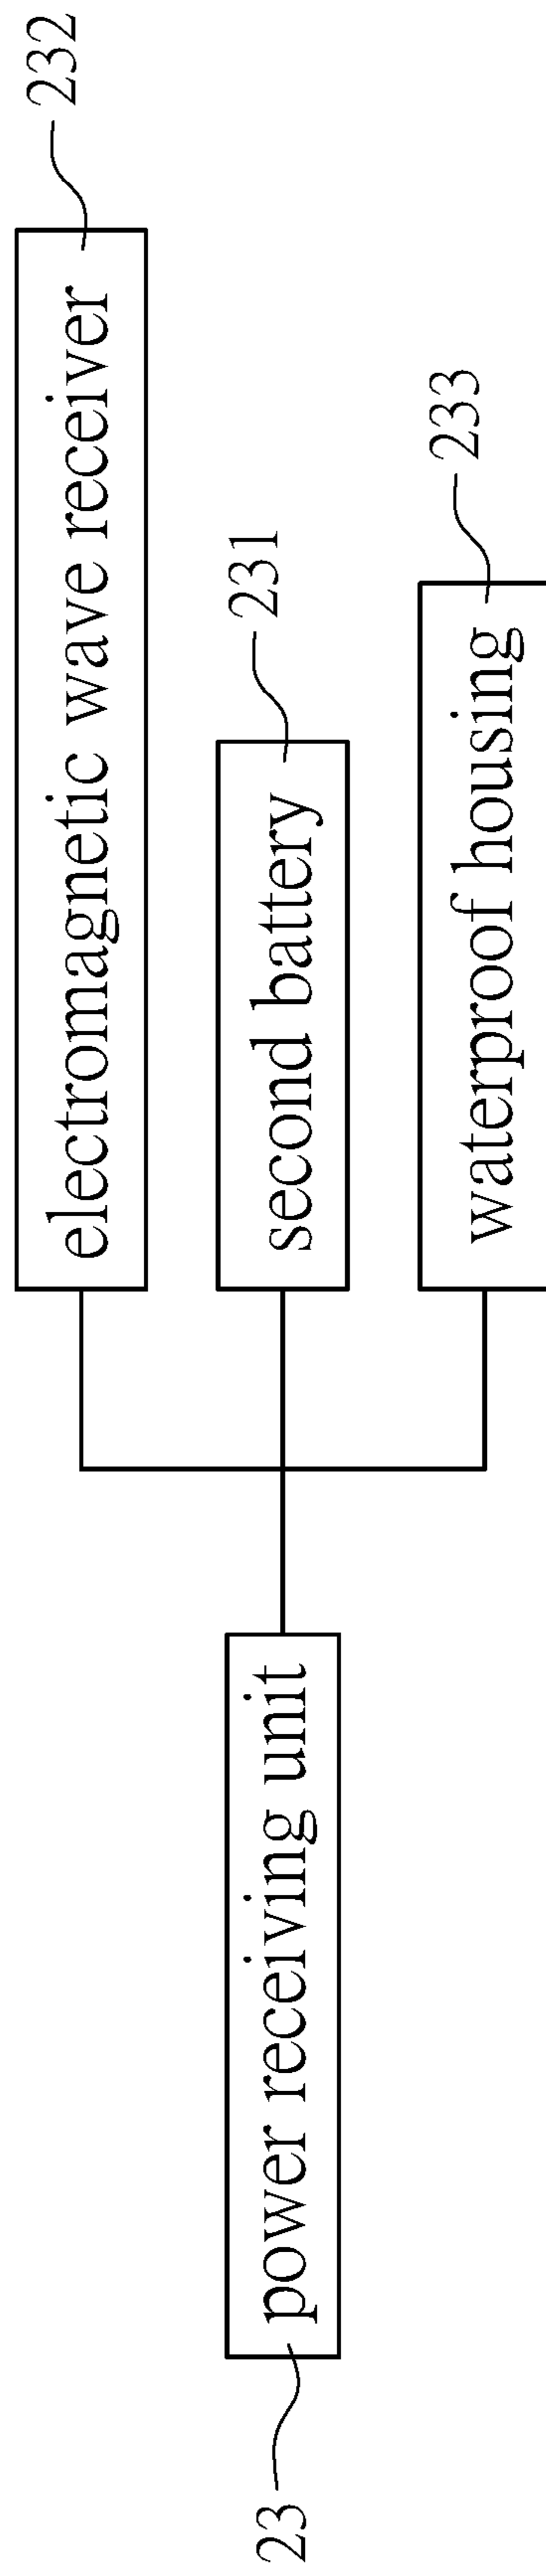 electromagnetic wave receiver
232
power receiving unit
23
second battery
231
waterproof housing
233